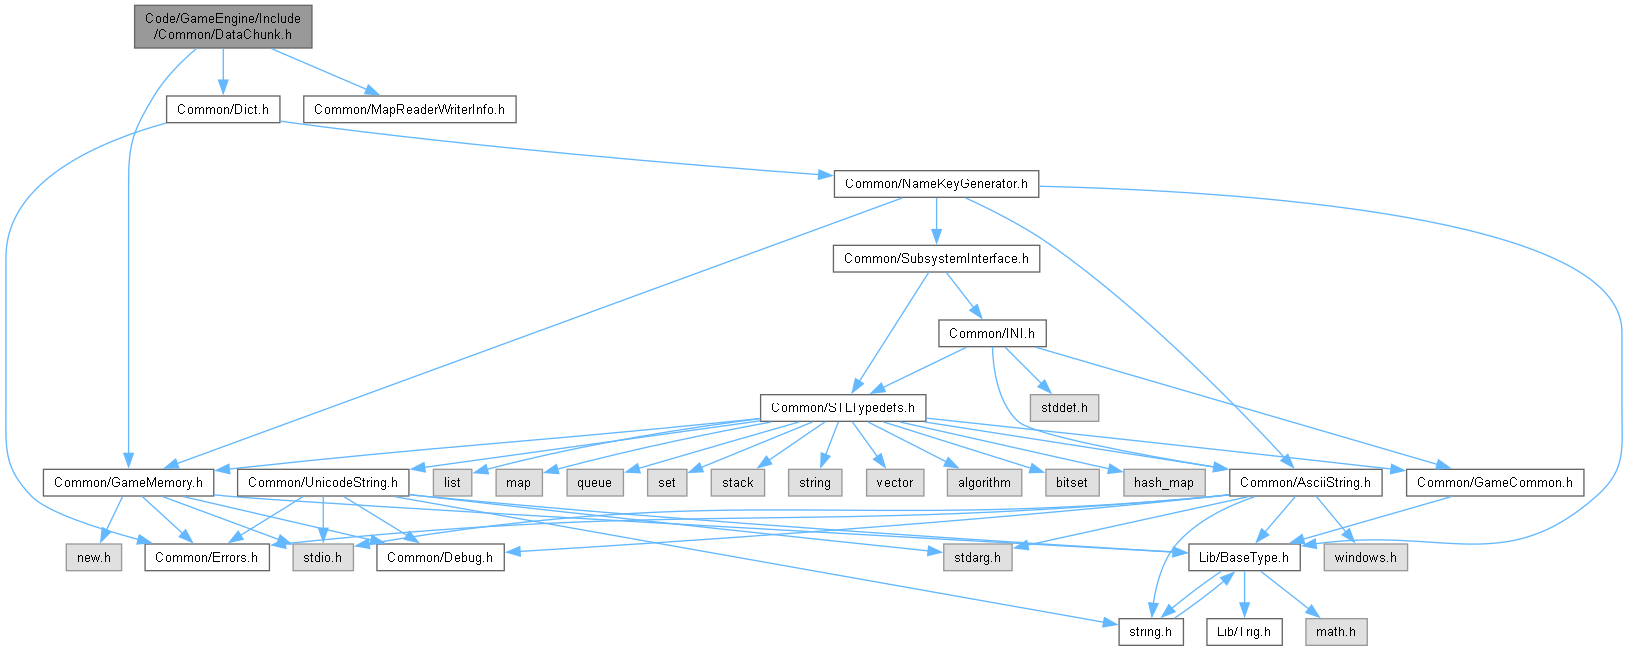 Code/GameEngine/Include
/Common/DataChunk.h
Common/Dict.h
Common/MapReaderWriterInfo.h
Common/NameKeyGenerator.h
Common/SubsystemInterface.h
Common/INI.h
Common/STLTypedefs.h
stddef.h
Common/GameMemory.h
Common/UnicodeString.h
list
map
queue
set
stack
string
vector
algorithm
bitset
hash_map
Common/AsciiString.h
Common/GameCommon.h
new.h
Common/Errors.h
stdio.h
Common/Debug.h
stdarg.h
Lib/BaseType.h
windows.h
string.h
Lib/Trig.h
math.h